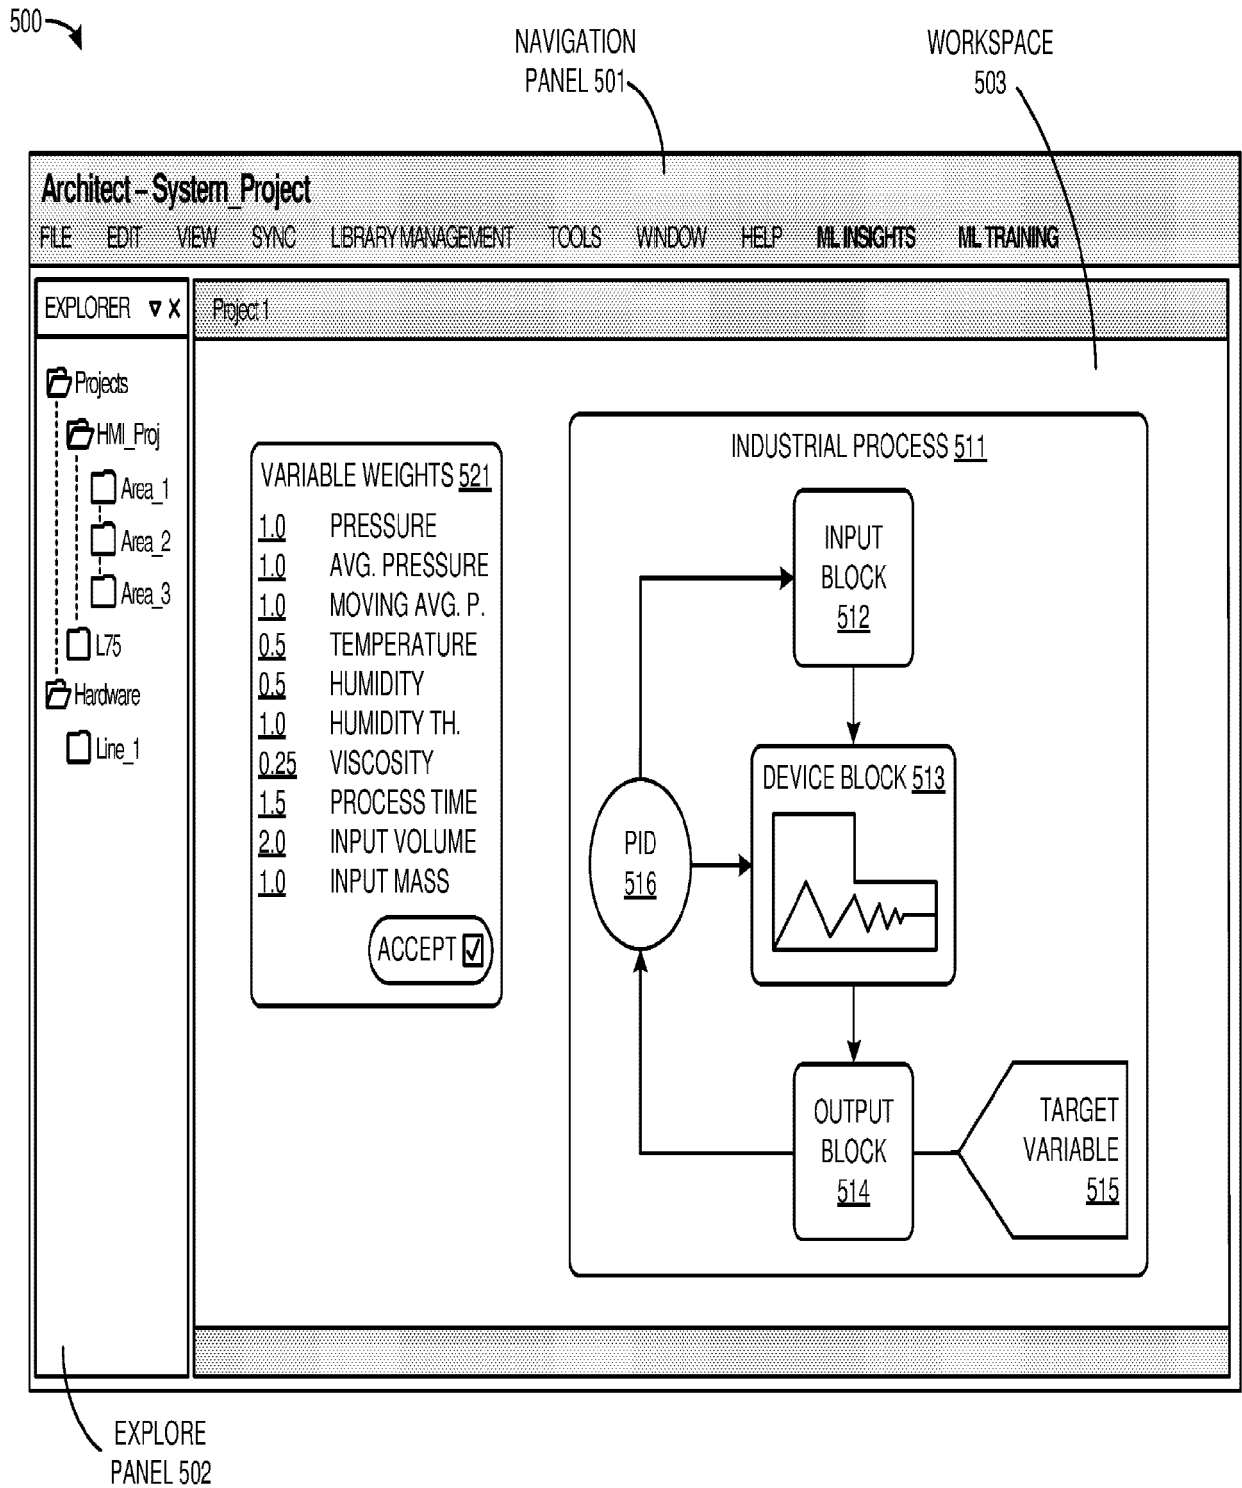 500
NAVIGATION
PANEL 501
WORKSPACE
503
Architect – System_Project
FILE EDIT VIEW SYNC LIBRARY MANAGEMENT TOOLS WINDOW HELP ML INSIGHTS ML TRAINING
EXPLORER
Project 1
Projects
HMI_Proj
Area_1
Area_2
Area_3
L75
Hardware
Line_1
VARIABLE WEIGHTS 521
1.0 PRESSURE
1.0 AVG. PRESSURE
1.0 MOVING AVG. P.
0.5 TEMPERATURE
0.5 HUMIDITY
1.0 HUMIDITY TH.
0.25 VISCOSITY
1.5 PROCESS TIME
2.0 INPUT VOLUME
1.0 INPUT MASS
ACCEPT
INDUSTRIAL PROCESS 511
INPUT
BLOCK
512
DEVICE BLOCK 513
PID
516
OUTPUT
BLOCK
514
TARGET
VARIABLE
515
EXPLORE
PANEL 502